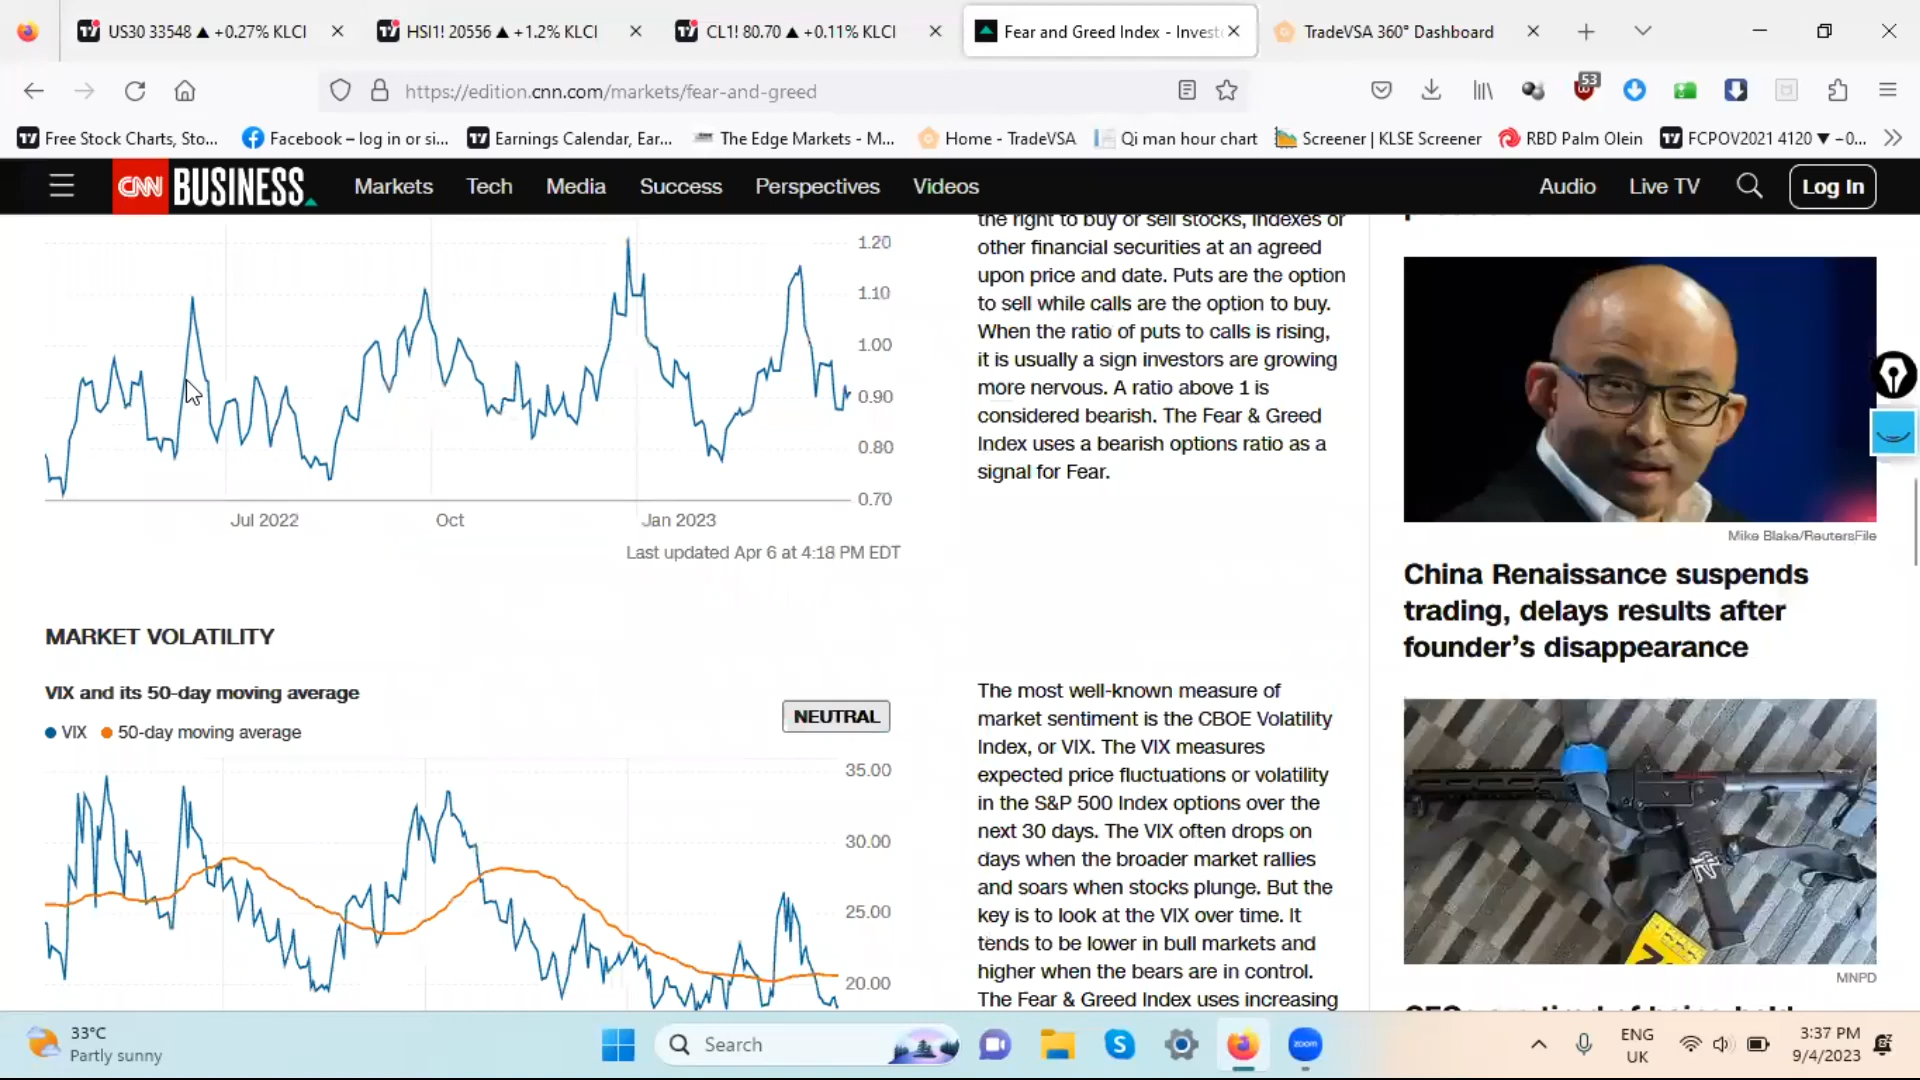 US30 33548 ▲ +0.27% KLCI
HSI1! 20556 ▲ +1.2% KLCI
CL1! 80.70 ▲ +0.11% KLCI
Fear and Greed Index - Invest
TradeVSA 360° Dashboard
https://edition.cnn.com/markets/fear-and-greed
53
Free Stock Charts, Sto...
Facebook – log in or si...
Earnings Calendar, Ear...
The Edge Markets - M...
Home - TradeVSA
Qi man hour chart
Screener | KLSE Screener
RBD Palm Olein
FCPOV2021 4120 ▼ −0...
CNN BUSINESS
Markets
Tech
Media
Success
Perspectives
Videos
Audio
Live TV
Log In
1.20
1.10
1.00
0.90
0.80
0.70
Jul 2022
Oct
Jan 2023
Last updated Apr 6 at 4:18 PM EDT
the right to buy or sell stocks, indexes or
other financial securities at an agreed
upon price and date. Puts are the option
to sell while calls are the option to buy.
When the ratio of puts to calls is rising,
it is usually a sign investors are growing
more nervous. A ratio above 1 is
considered bearish. The Fear & Greed
Index uses a bearish options ratio as a
signal for Fear.
MARKET VOLATILITY
VIX and its 50-day moving average
NEUTRAL
VIX
50-day moving average
35.00
30.00
25.00
20.00
The most well-known measure of
market sentiment is the CBOE Volatility
Index, or VIX. The VIX measures
expected price fluctuations or volatility
in the S&P 500 Index options over the
next 30 days. The VIX often drops on
days when the broader market rallies
and soars when stocks plunge. But the
key is to look at the VIX over time. It
tends to be lower in bull markets and
higher when the bears are in control.
The Fear & Greed Index uses increasing
Mike Blake/ReutersFile
China Renaissance suspends
trading, delays results after
founder’s disappearance
MNPD
33°C
Partly sunny
Search
zoom
ENG
UK
3:37 PM
9/4/2023